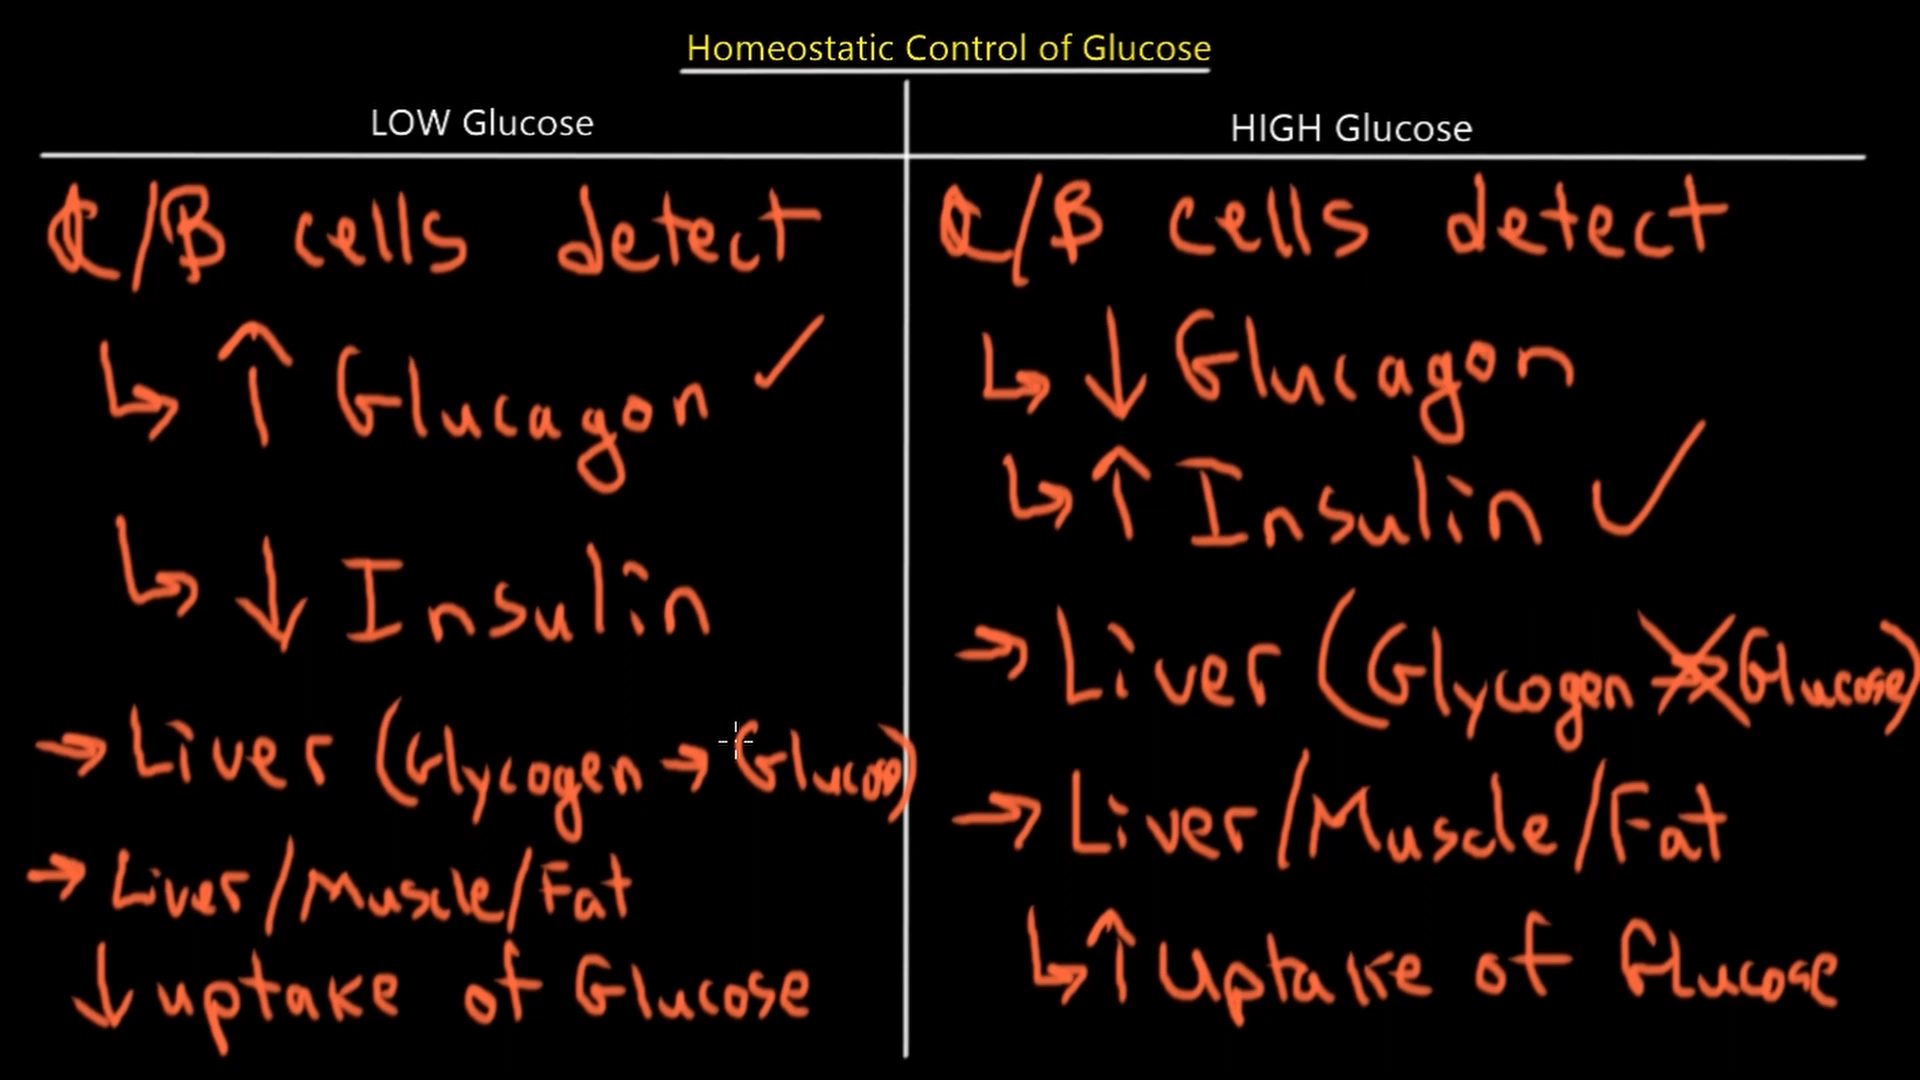 Homeostatic Control of Glucose
LOW Glucose
α/B cells detect
↳ ↑ Glucagon ✓
↳ ↓ Insulin
→ Liver (Glycogen → Glucose)
→ Liver/Muscle/Fat
↓ uptake of Glucose
HIGH Glucose
α/β cells detect
↳ ↓ Glucagon
↳ ↑ Insulin ✓
→ Liver (Glycogen ↛ Glucose)
→ Liver/Muscle/Fat
↳ ↑ Uptake of Glucose